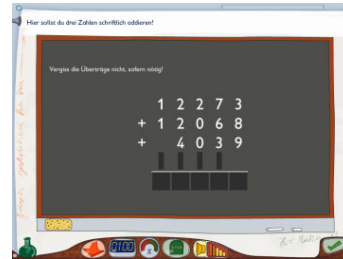 Hier sollst du drei Zahlen schriftlich addieren!
Vergiss die Überträge nicht, sofern nötig!
1 2 2 7 3
+ 1 2 0 6 8
+ 4 0 3 9
0100